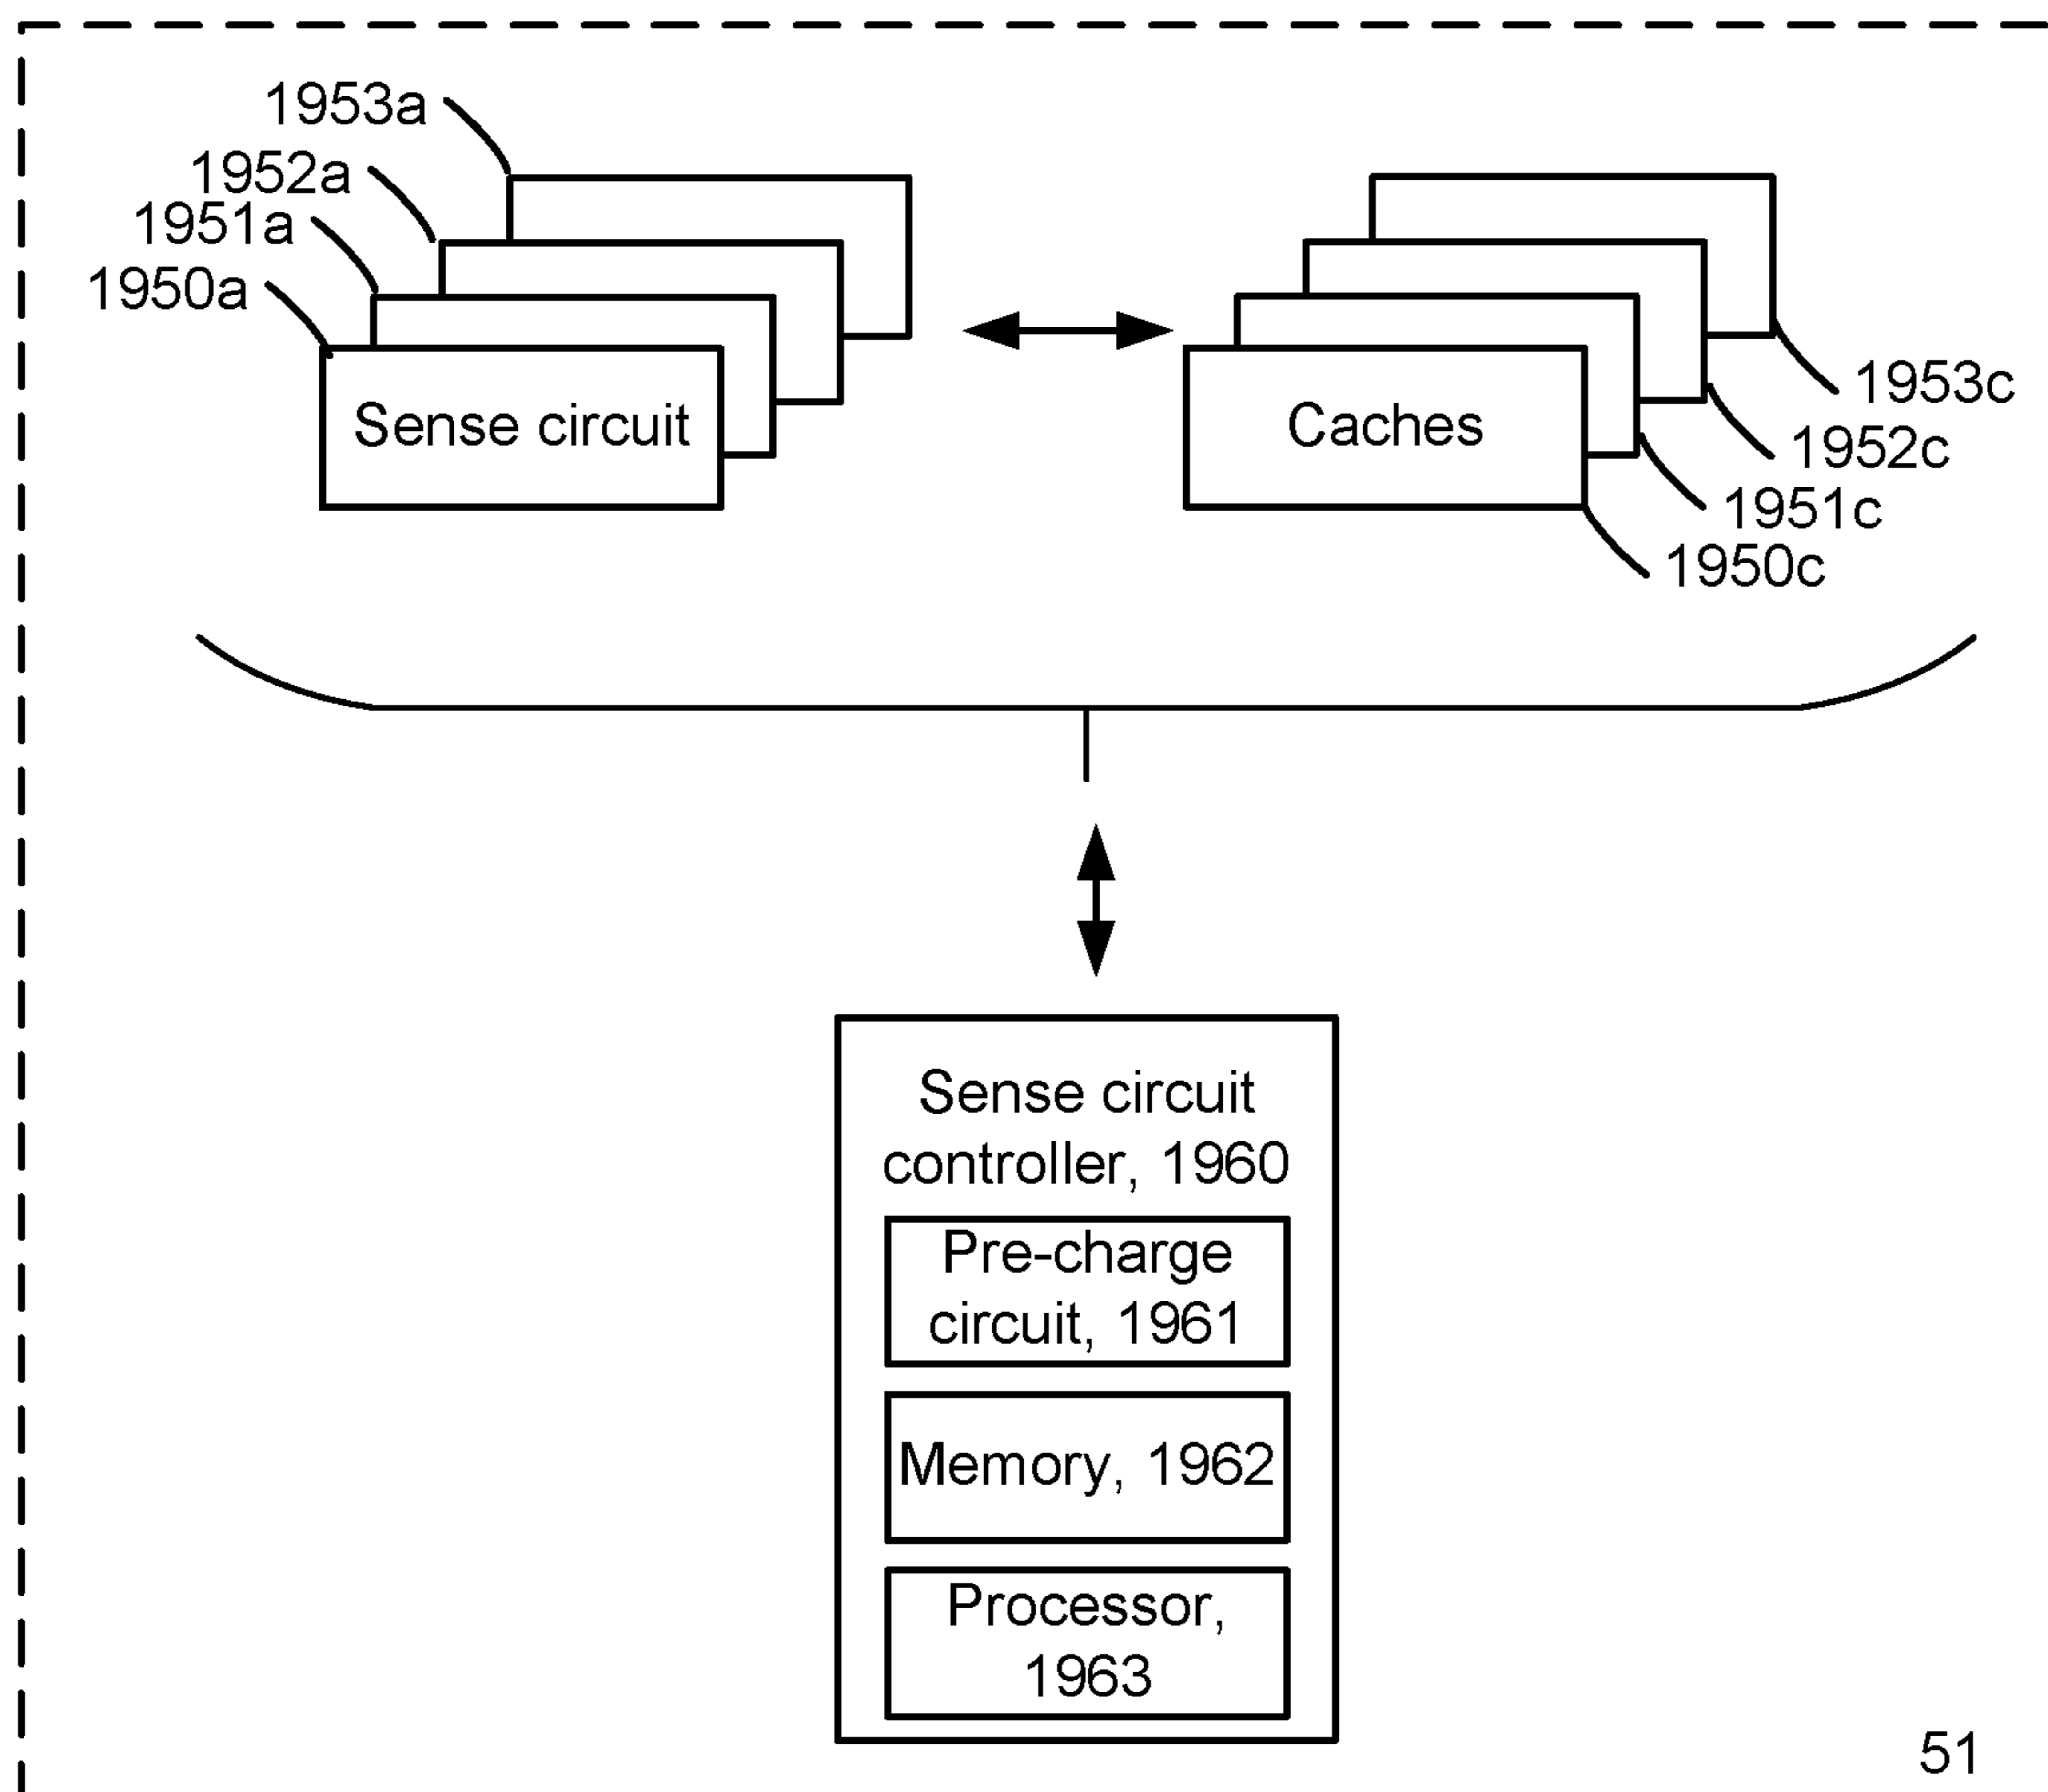 1953a
1952a
1951a
1950a
Sense circuit
Caches
1953c
1952c
1951c
1950c
Sense circuit
controller, 1960
Pre-charge
circuit, 1961
Memory, 1962
Processor,
1963
51